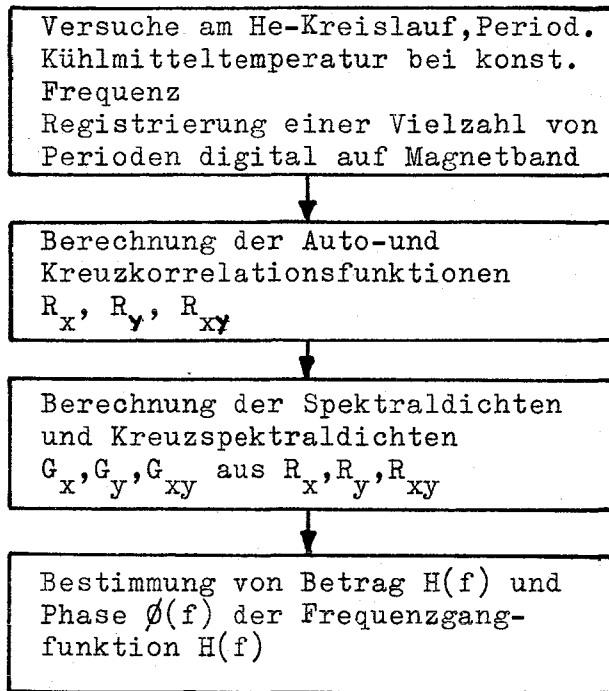 Versuche am He-Kreislauf,Period.
Kühlmitteltemperatur bei konst.
Frequenz
Registrierung einer Vielzahl von
Perioden digital auf Magnetband
Berechnung der Auto-und
Kreuzkorrelationsfunktionen
R_x, R_y, R_xy
Berechnung der Spektraldichten
und Kreuzspektraldichten
G_x,G_y,G_xy aus R_x,R_y,R_xy
Bestimmung von Betrag H(f) und
Phase Ø(f) der Frequenzgang-
funktion H(f)